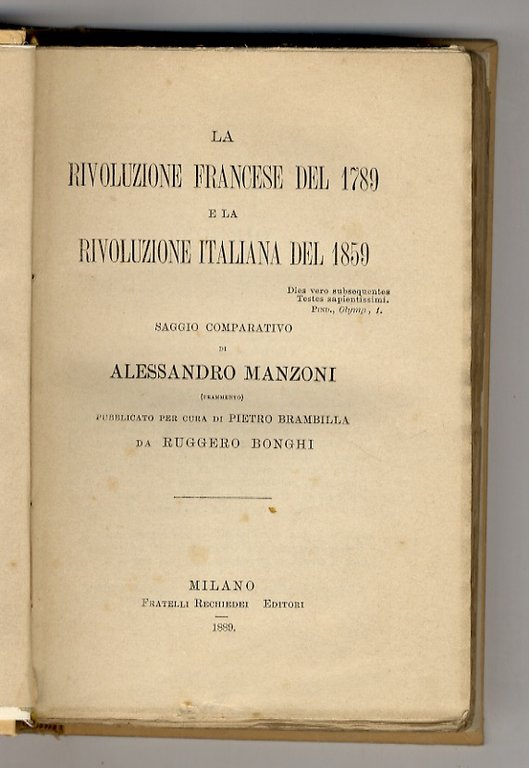 LA
RIVOLUZIONE FRANCESE DEL 1789
E LA
RIVOLUZIONE ITALIANA DEL 1859
Dies vero subsequentes
Testes sapientissimi.
PIND., Olymp., 1.
SAGGIO COMPARATIVO
DI
ALESSANDRO MANZONI
(FRAMMENTO)
PUBBLICATO PER CURA DI PIETRO BRAMBILLA
DA RUGGERO BONGHI
MILANO
FRATELLI RECHIEDEI EDITORI
1889.